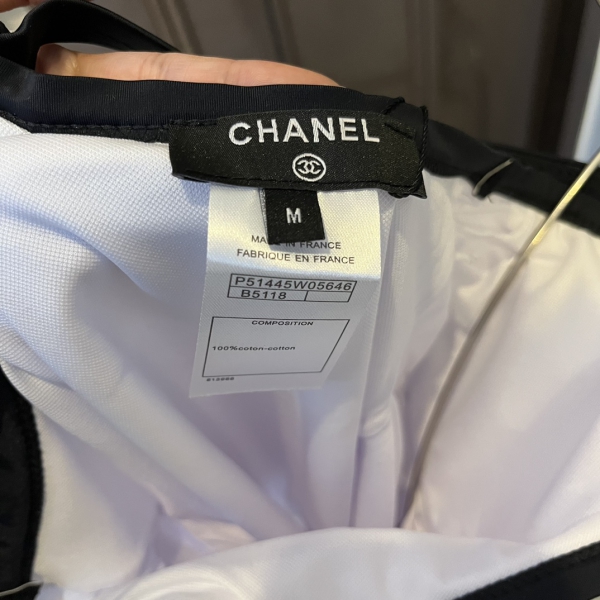 CHANEL
M
MADE IN FRANCE
FABRIQUE EN FRANCE
P51445W05646
B5118
COMPOSITION
100%coton-cotton